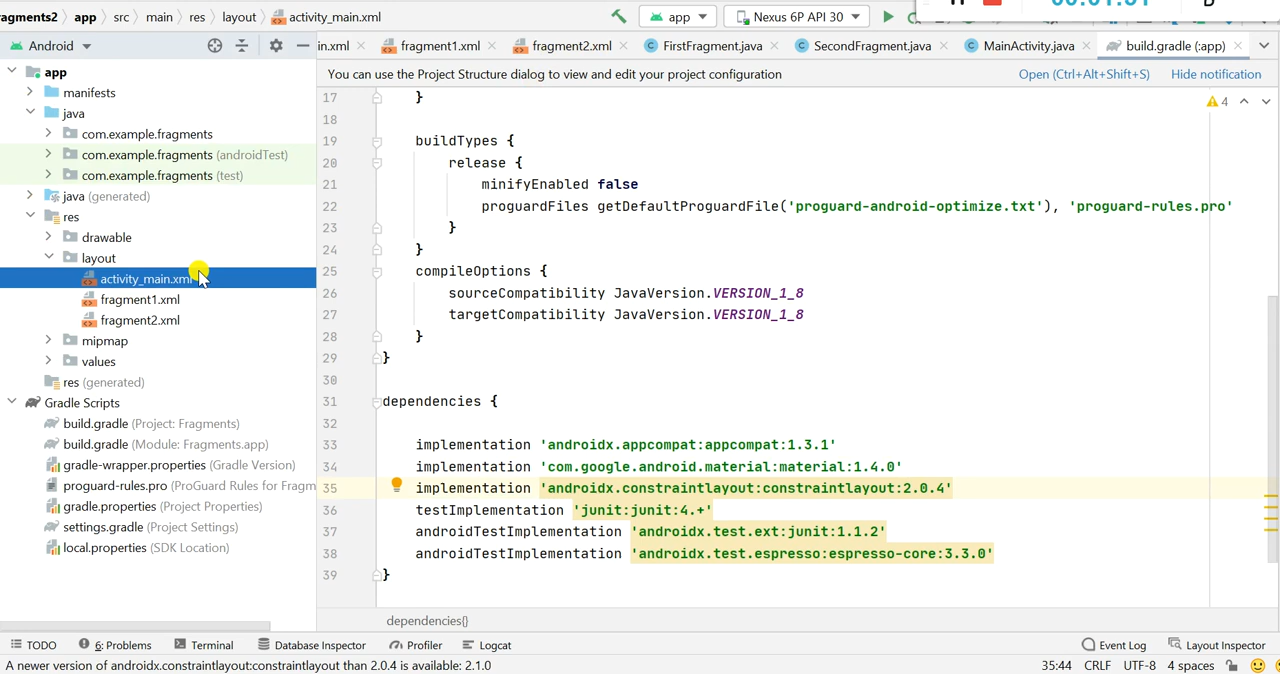 ragments2 app src main res layout activity_main.xml
app Nexus 6P API 30
Android
in.xml fragment1.xml fragment2.xml FirstFragment.java SecondFragment.java MainActivity.java build.gradle (:app)
You can use the Project Structure dialog to view and edit your project configuration Open (Ctrl+Alt+Shift+S) Hide notification
app
manifests
java
com.example.fragments
com.example.fragments (androidTest)
com.example.fragments (test)
java (generated)
res
drawable
layout
activity_main.xml
fragment1.xml
fragment2.xml
mipmap
values
res (generated)
Gradle Scripts
build.gradle (Project: Fragments)
build.gradle (Module: Fragments.app)
gradle-wrapper.properties (Gradle Version)
proguard-rules.pro (ProGuard Rules for Fragm
gradle.properties (Project Properties)
settings.gradle (Project Settings)
local.properties (SDK Location)
4
17 }
18
19 buildTypes {
20 release {
21 minifyEnabled false
22 proguardFiles getDefaultProguardFile('proguard-android-optimize.txt'), 'proguard-rules.pro'
23 }
24 }
25 compileOptions {
26 sourceCompatibility JavaVersion.VERSION_1_8
27 targetCompatibility JavaVersion.VERSION_1_8
28 }
29 }
30
31 dependencies {
32
33 implementation 'androidx.appcompat:appcompat:1.3.1'
34 implementation 'com.google.android.material:material:1.4.0'
35 implementation 'androidx.constraintlayout:constraintlayout:2.0.4'
36 testImplementation 'junit:junit:4.+'
37 androidTestImplementation 'androidx.test.ext:junit:1.1.2'
38 androidTestImplementation 'androidx.test.espresso:espresso-core:3.3.0'
39 }
dependencies{}
TODO 6: Problems Terminal Database Inspector Profiler Logcat Event Log Layout Inspector
A newer version of androidx.constraintlayout:constraintlayout than 2.0.4 is available: 2.1.0 35:44 CRLF UTF-8 4 spaces